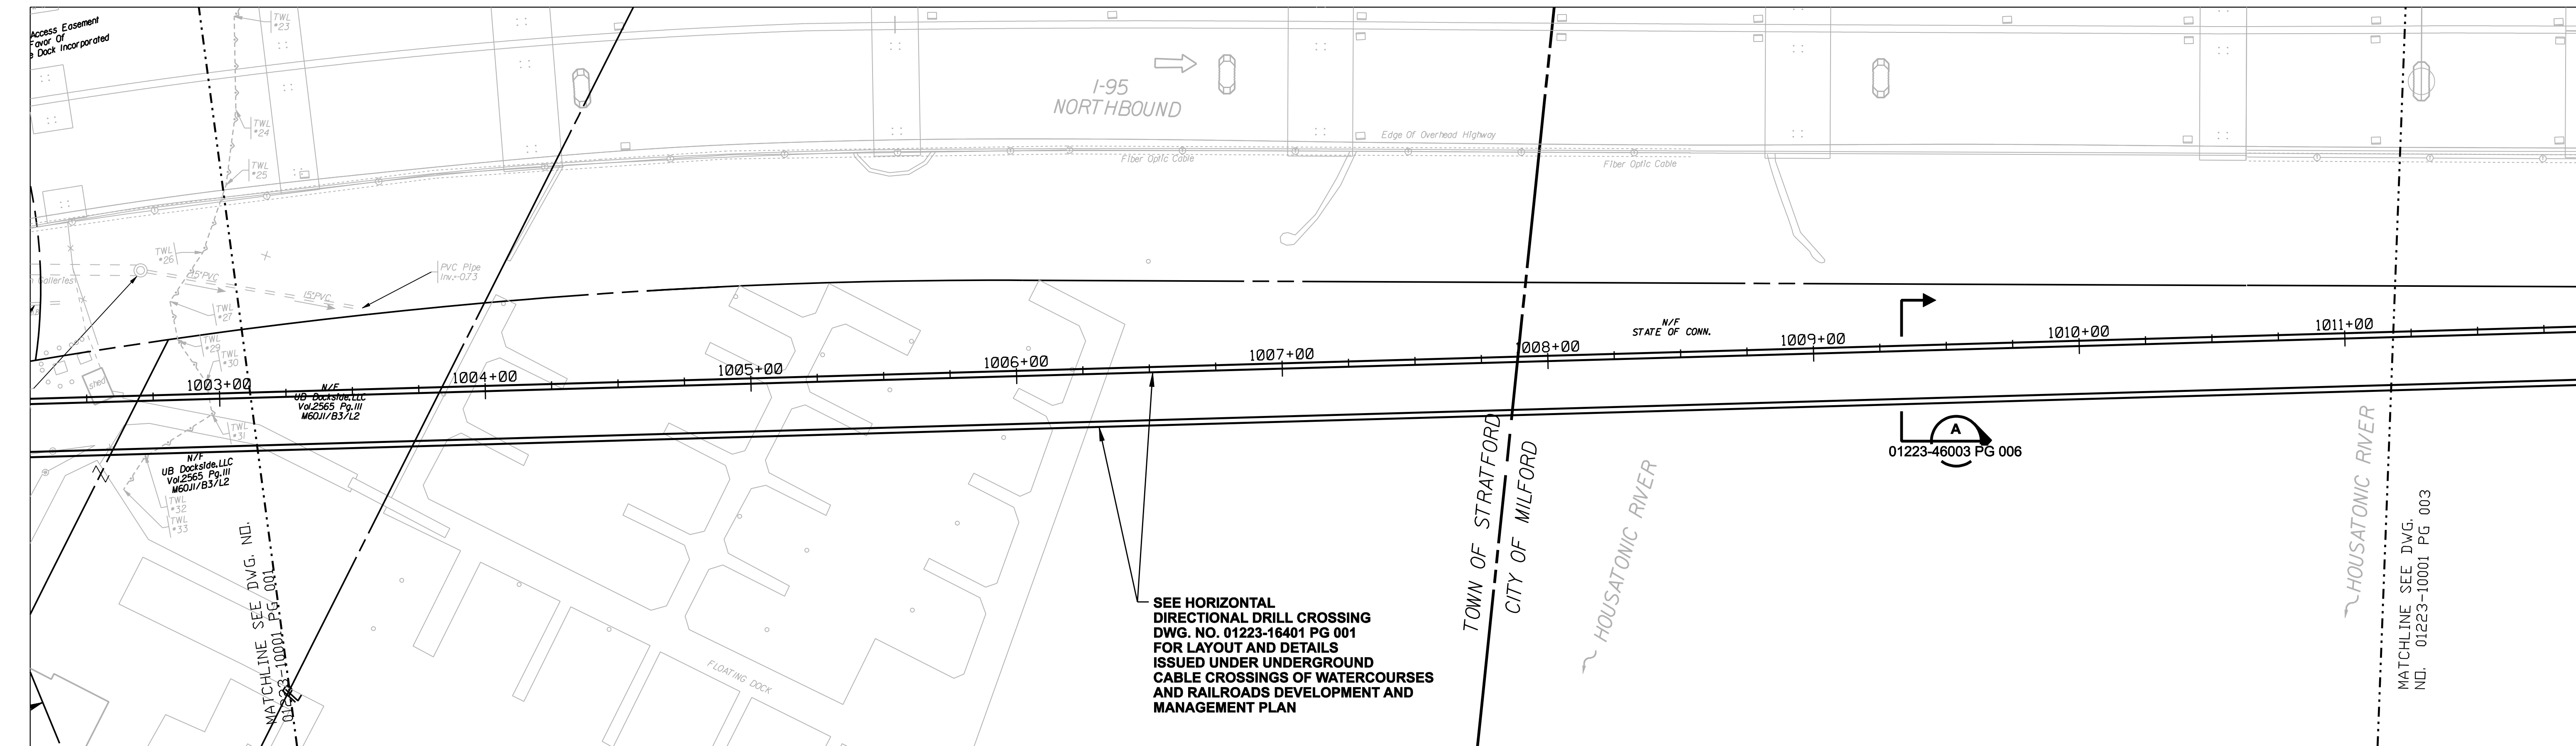 Access Easement
Favor Of
Dock Incorporated
TWL
*23
TWL
*24
TWL
*25
TWL
*26
TWL
*27
TWL
*29
TWL
*30
TWL
*31
TWL
*32
TWL
*33
I-95
NORTHBOUND
Edge Of Overhead Highway
Fiber Optic Cable
Fiber Optic Cable
Galleries
15"PVC
PVC Pipe
Inv.-0.73
shed
1003+00
1004+00
1005+00
1006+00
1007+00
1008+00
1009+00
1010+00
1011+00
N/F
UB Dockside,LLC
Vol.2565 Pg.111
M60J1/B3/L2
N/F
UB Dockside,LLC
Vol.2565 Pg.111
M60J1/B3/L2
N/F
STATE OF CONN.
A
01223-46003 PG 006
MATCHLINE SEE DWG. NO.
01223-10001 PG 001
FLOATING DOCK
SEE HORIZONTAL
DIRECTIONAL DRILL CROSSING
DWG. NO. 01223-16401 PG 001
FOR LAYOUT AND DETAILS
ISSUED UNDER UNDERGROUND
CABLE CROSSINGS OF WATERCOURSES
AND RAILROADS DEVELOPMENT AND
MANAGEMENT PLAN
TOWN OF STRATFORD
CITY OF MILFORD
HOUSATONIC RIVER
HOUSATONIC RIVER
MATCHLINE SEE DWG.
NO. 01223-10001 PG 003